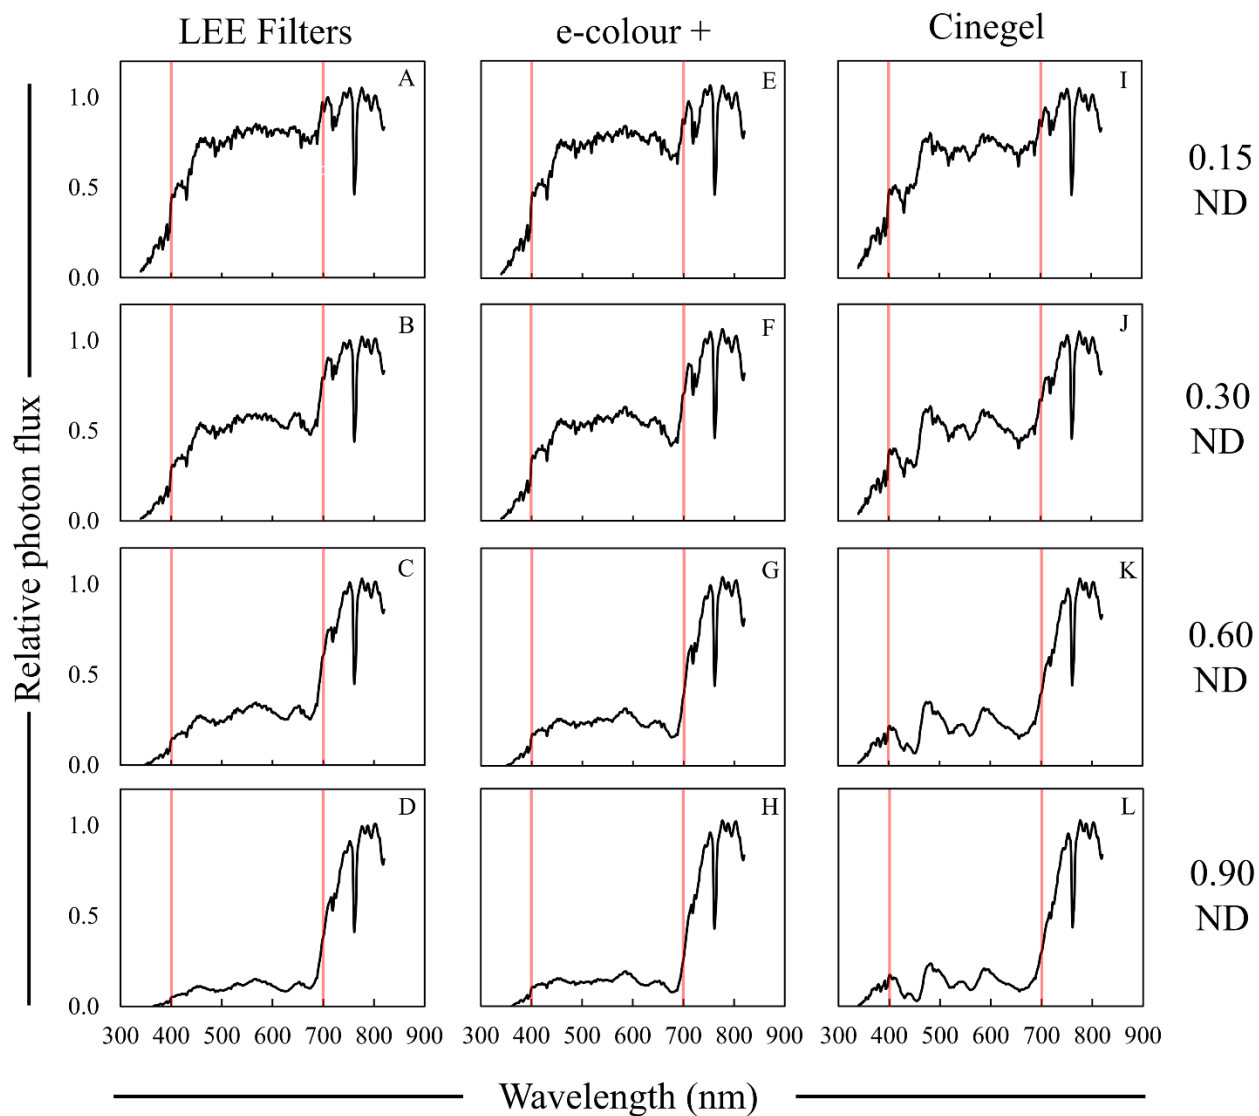 LEE Filters
e-colour +
Cinegel
A
E
I
1.0
0.5
0.0
0.15
ND
B
F
J
1.0
0.5
0.0
0.30
ND
C
G
K
1.0
0.5
0.0
0.60
ND
D
H
L
1.0
0.5
0.0
0.90
ND
Relative photon flux
300 400 500 600 700 800 900
300 400 500 600 700 800 900
300 400 500 600 700 800 900
Wavelength (nm)